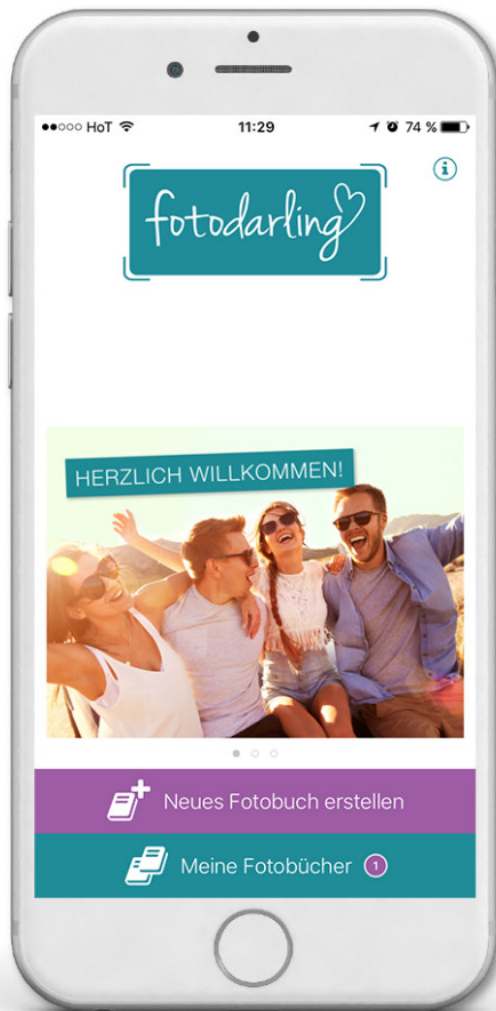 HoT 11:29 74 %
fotodarling
HERZLICH WILLKOMMEN!
Neues Fotobuch erstellen
Meine Fotobücher 1